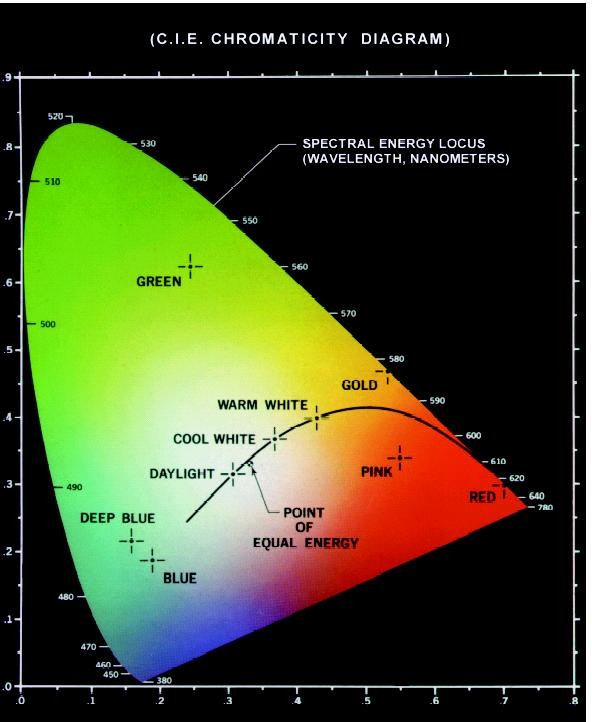 (C.I.E. CHROMATICITY DIAGRAM)
.9
520
SPECTRAL ENERGY LOCUS
(WAVELENGTH, NANOMETERS)
530
.8
510
540
.7
550
560
GREEN
.6
570
500
.5
580
GOLD
590
WARM WHITE
.4
COOL WHITE
600
610
DAYLIGHT
PINK
620
490
.3
RED
640
780
DEEP BLUE
POINT
OF
EQUAL ENERGY
.2
BLUE
480
.1
470
460
450
380
.0
.0
.1
.2
.3
.4
.5
.6
.7
.8